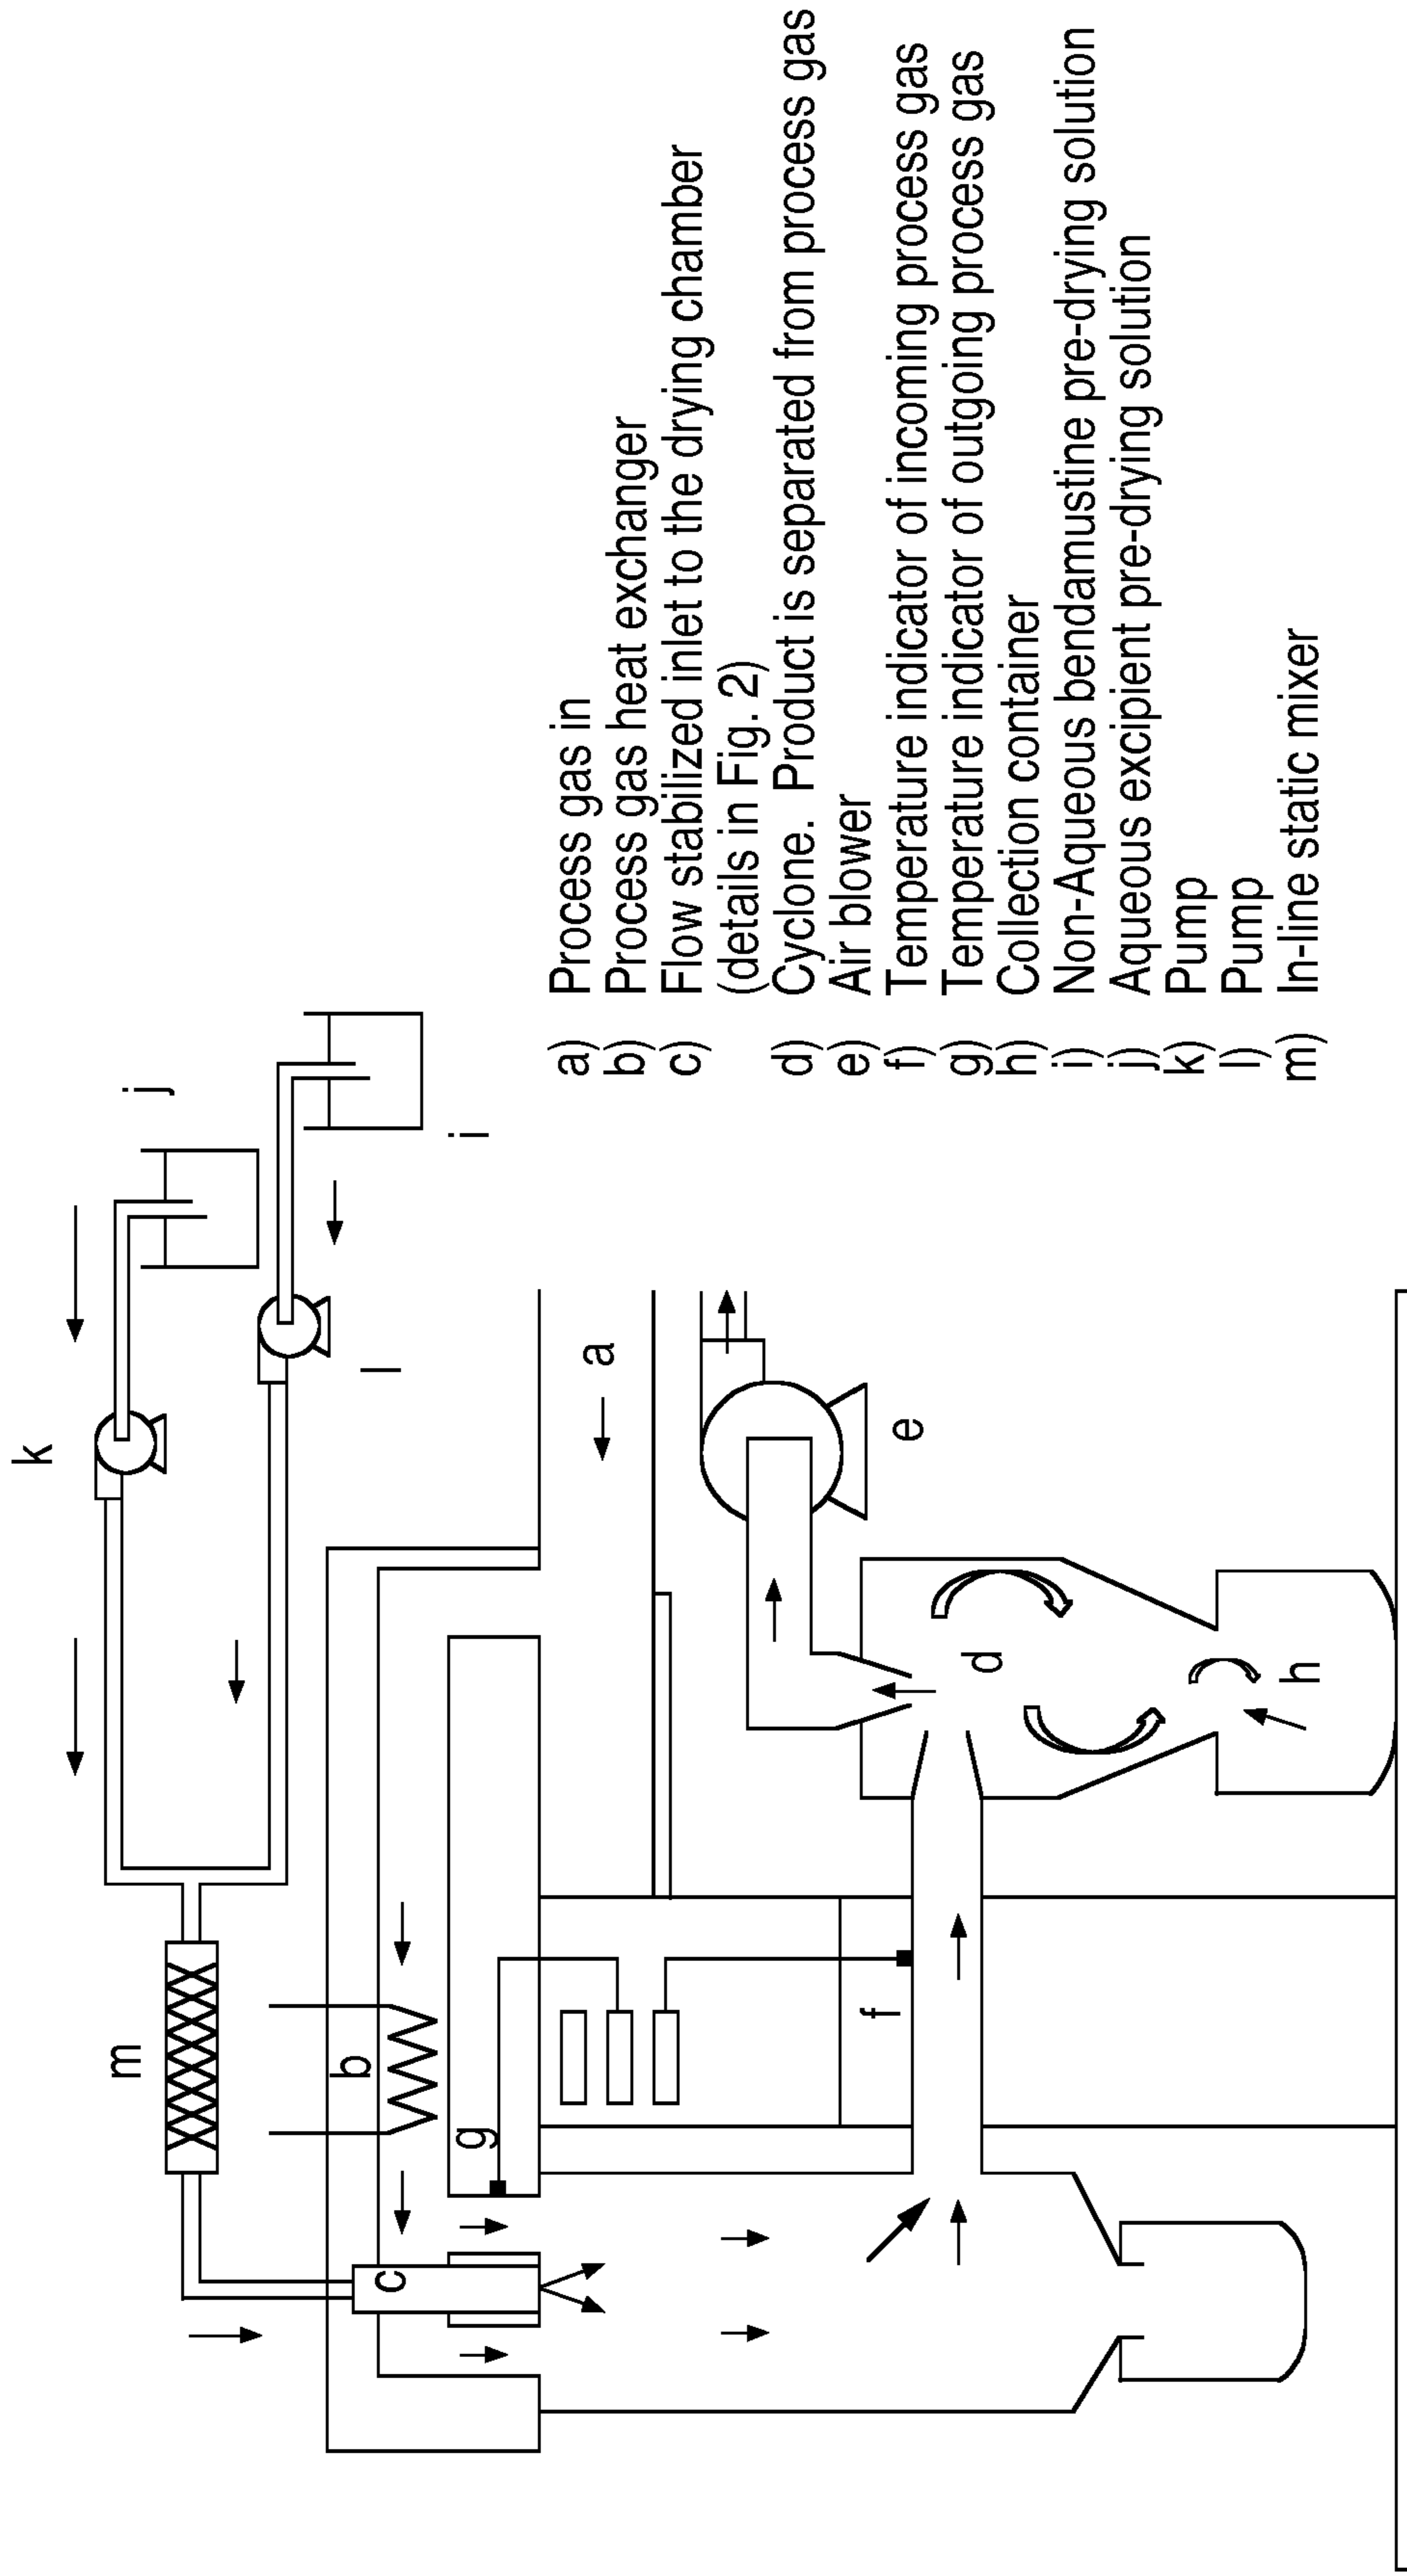 k
j
l
i
m
b
g
c
a
e
f
d
h
a) Process gas in
b) Process gas heat exchanger
c) Flow stabilized inlet to the drying chamber
(details in Fig. 2)
d) Cyclone. Product is separated from process gas
e) Air blower
f) Temperature indicator of incoming process gas
g) Temperature indicator of outgoing process gas
h) Collection container
i) Non-Aqueous bendamustine pre-drying solution
j) Aqueous excipient pre-drying solution
k) Pump
l) Pump
m) In-line static mixer